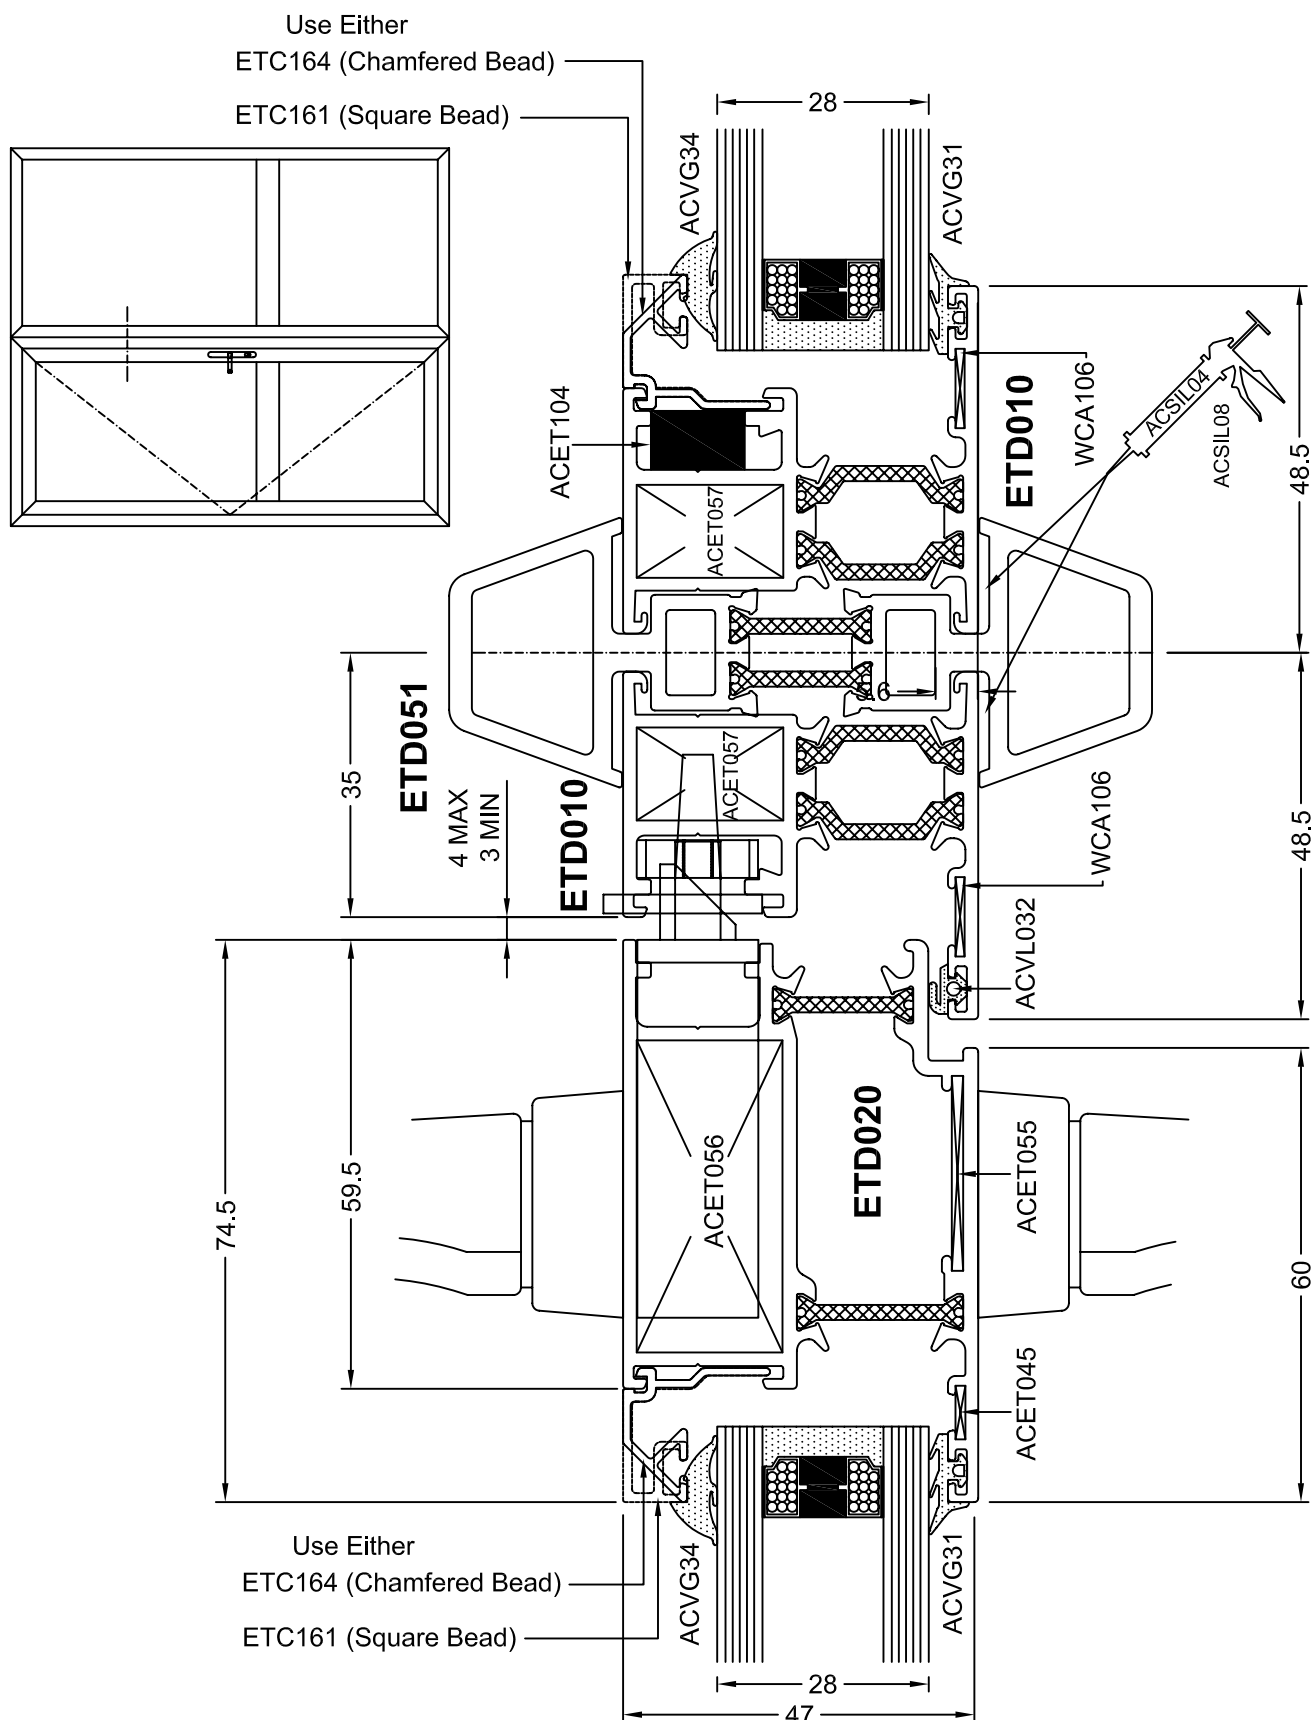 Use Either
ETC164 (Chamfered Bead)
ETC161 (Square Bead)
28
ACVG34
ACVG31
ACET104
ETD010
WCA106
ACSIL04
ACSIL08
48.5
ACET057
35
ETD051
4 MAX
3 MIN
ETD010
ACET057
WCA106
48.5
ACVL032
74.5
59.5
ACET056
ETD020
ACET055
60
ACET045
Use Either
ETC164 (Chamfered Bead)
ETC161 (Square Bead)
ACVG34
ACVG31
28
47